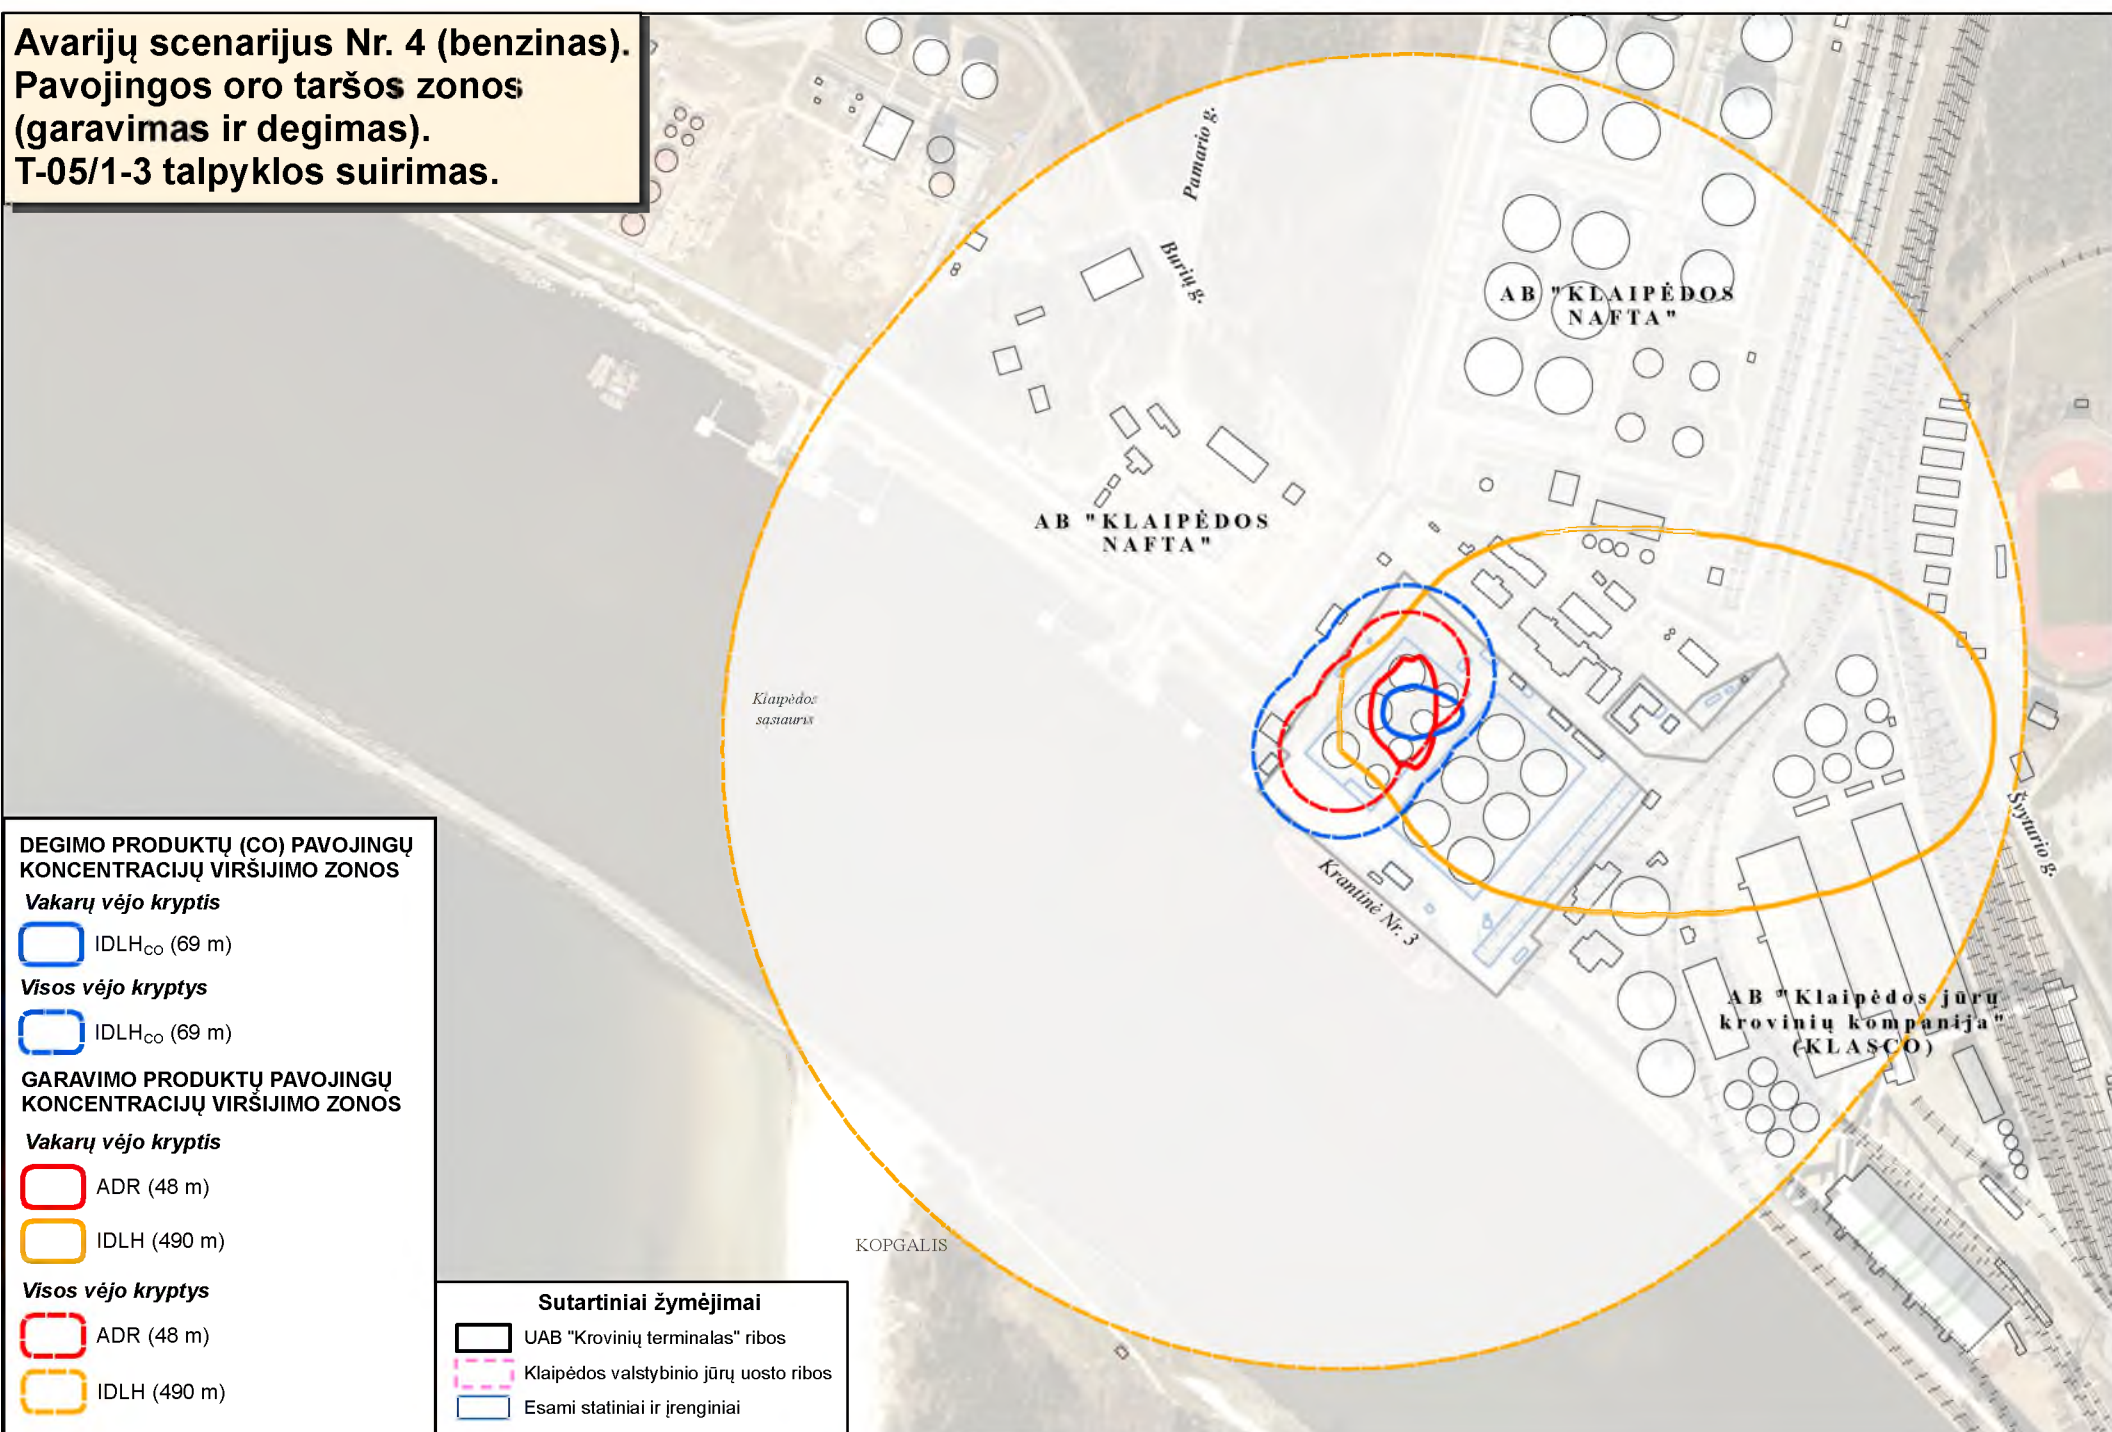 Avarijų scenarijus Nr. 4 (benzinas).
Pavojingos oro taršos zonos
(garavimas ir degimas).
T-05/1-3 talpyklos suirimas.
Pamario g.
Burių g.
AB "KLAIPĖDOS
NAFTA"
AB "KLAIPĖDOS
NAFTA"
Klaipėdos
sąsiauris
Krantinė Nr. 3
Švyturio g.
AB "Klaipėdos jūrų
krovinių kompanija"
(KLASCO)
KOPGALIS
DEGIMO PRODUKTŲ (CO) PAVOJINGŲ
KONCENTRACIJŲ VIRŠIJIMO ZONOS
Vakarų vėjo kryptis
IDLHCO (69 m)
Visos vėjo kryptys
IDLHCO (69 m)
GARAVIMO PRODUKTŲ PAVOJINGŲ
KONCENTRACIJŲ VIRŠIJIMO ZONOS
Vakarų vėjo kryptis
ADR (48 m)
IDLH (490 m)
Visos vėjo kryptys
ADR (48 m)
IDLH (490 m)
Sutartiniai žymėjimai
UAB "Krovinių terminalas" ribos
Klaipėdos valstybinio jūrų uosto ribos
Esami statiniai ir įrenginiai